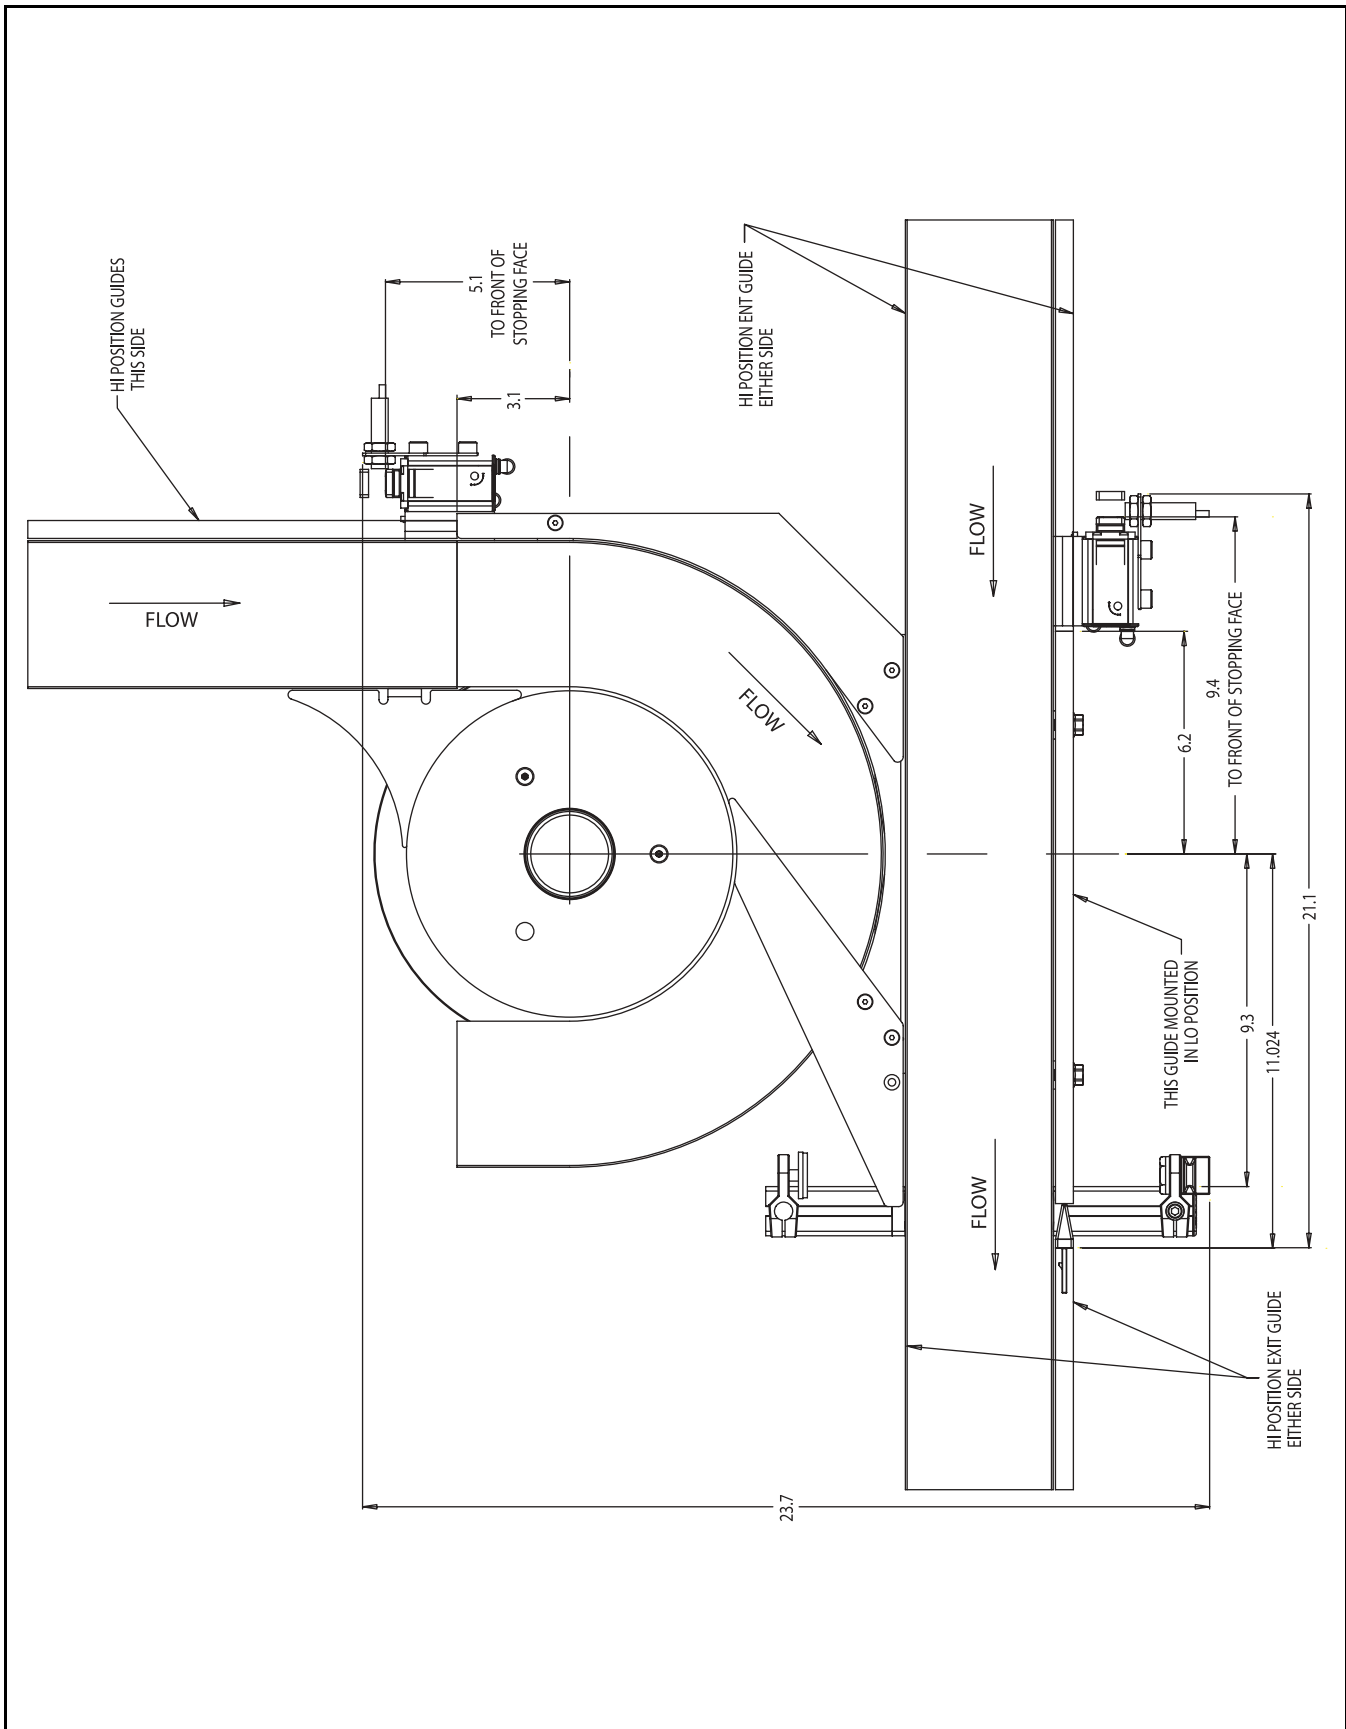 HI POSITION GUIDES
THIS SIDE
5.1
TO FRONT OF
STOPPING FACE
3.1
FLOW
HI POSITION ENT GUIDE
EITHER SIDE
FLOW
FLOW
6.2
9.4
TO FRONT OF STOPPING FACE
21.1
THIS GUIDE MOUNTED
IN LO POSITION
9.3
11.024
FLOW
HI POSITION EXIT GUIDE
EITHER SIDE
23.7